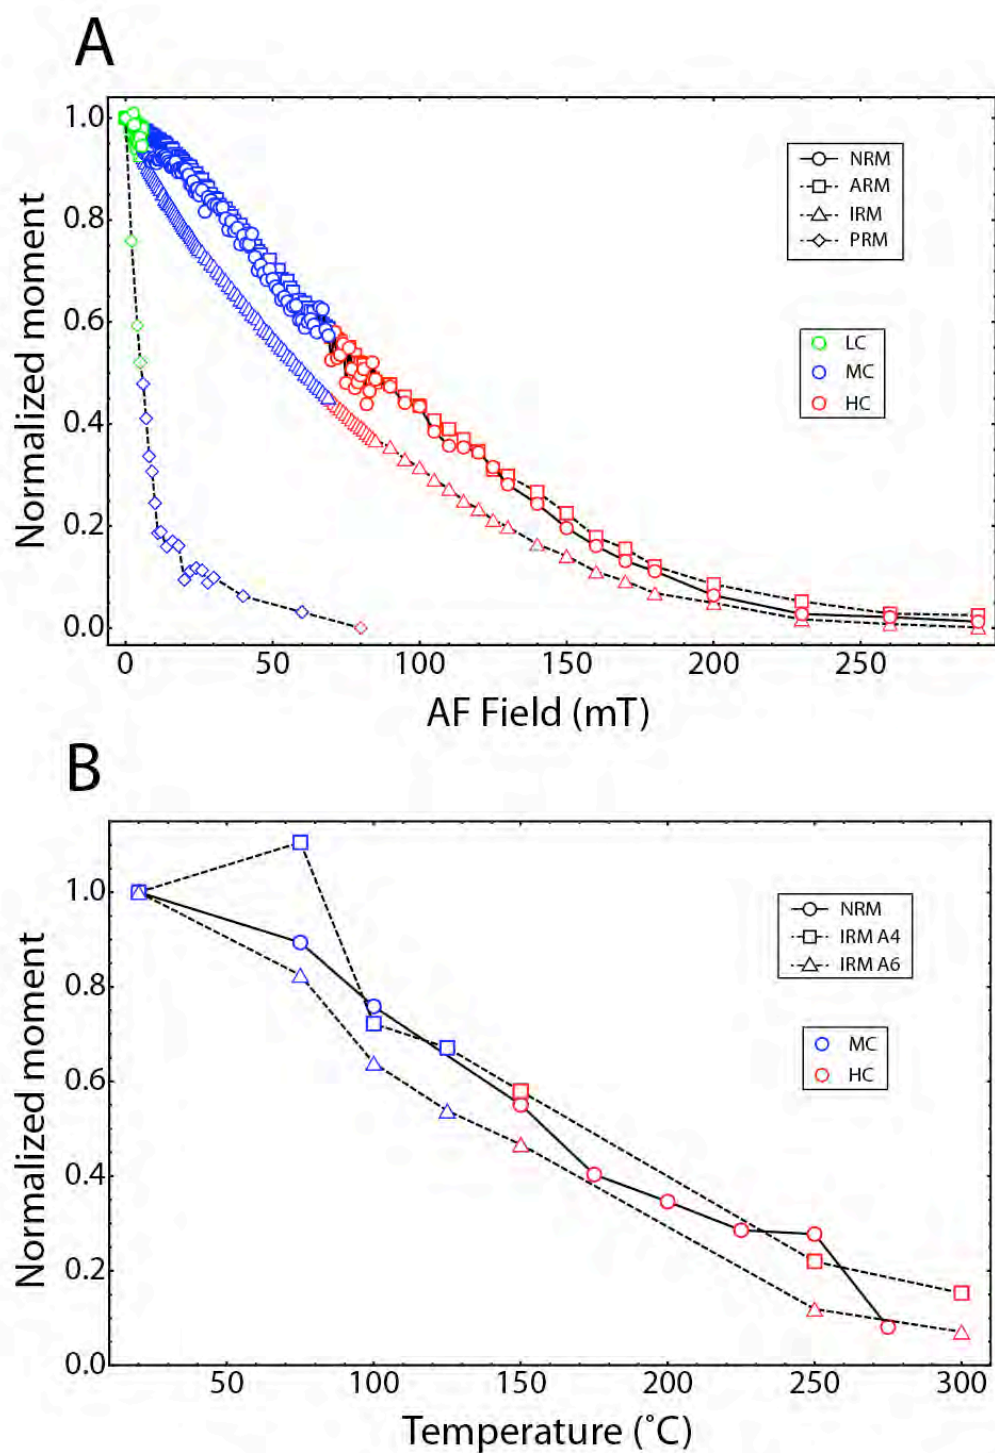 A
1.0
0.8
0.6
0.4
0.2
0.0
Normalized moment
NRM
ARM
IRM
PRM
LC
MC
HC
0 50 100 150 200 250
AF Field (mT)
B
1.0
0.8
0.6
0.4
0.2
0.0
Normalized moment
NRM
IRM A4
IRM A6
MC
HC
50 100 150 200 250 300
Temperature (˚C)